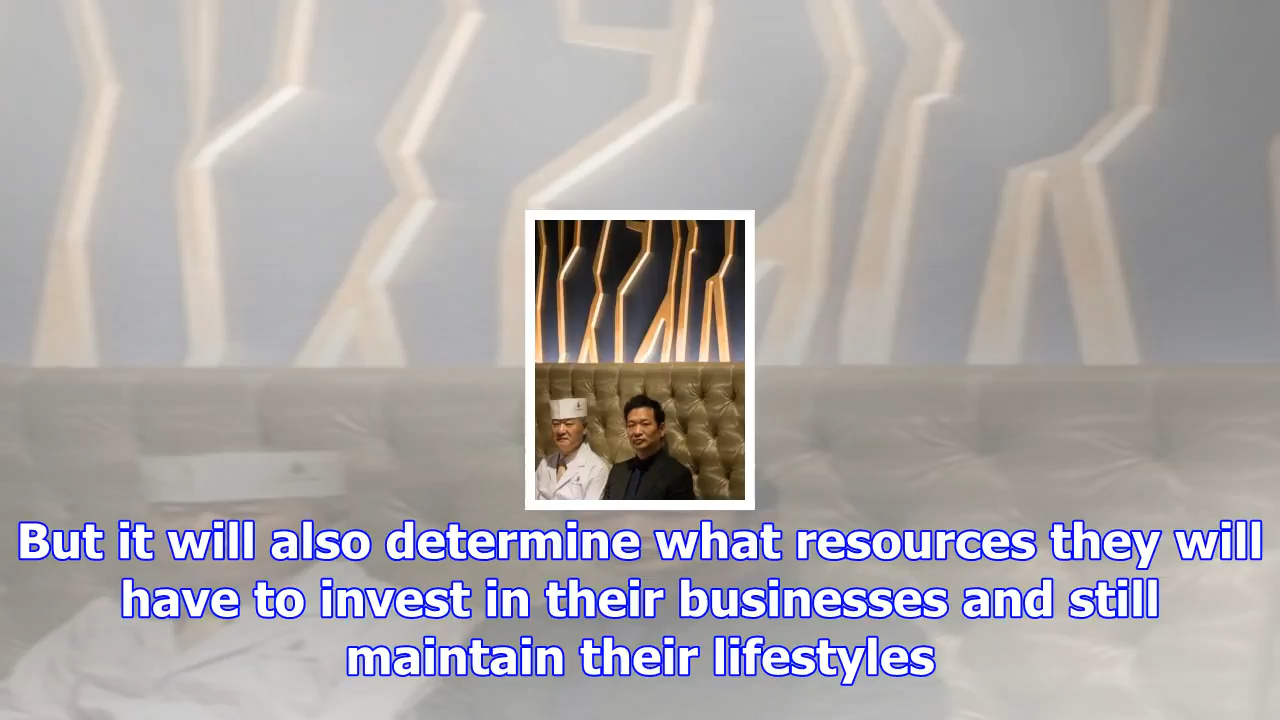 But it will also determine what resources they will
have to invest in their businesses and still
maintain their lifestyles